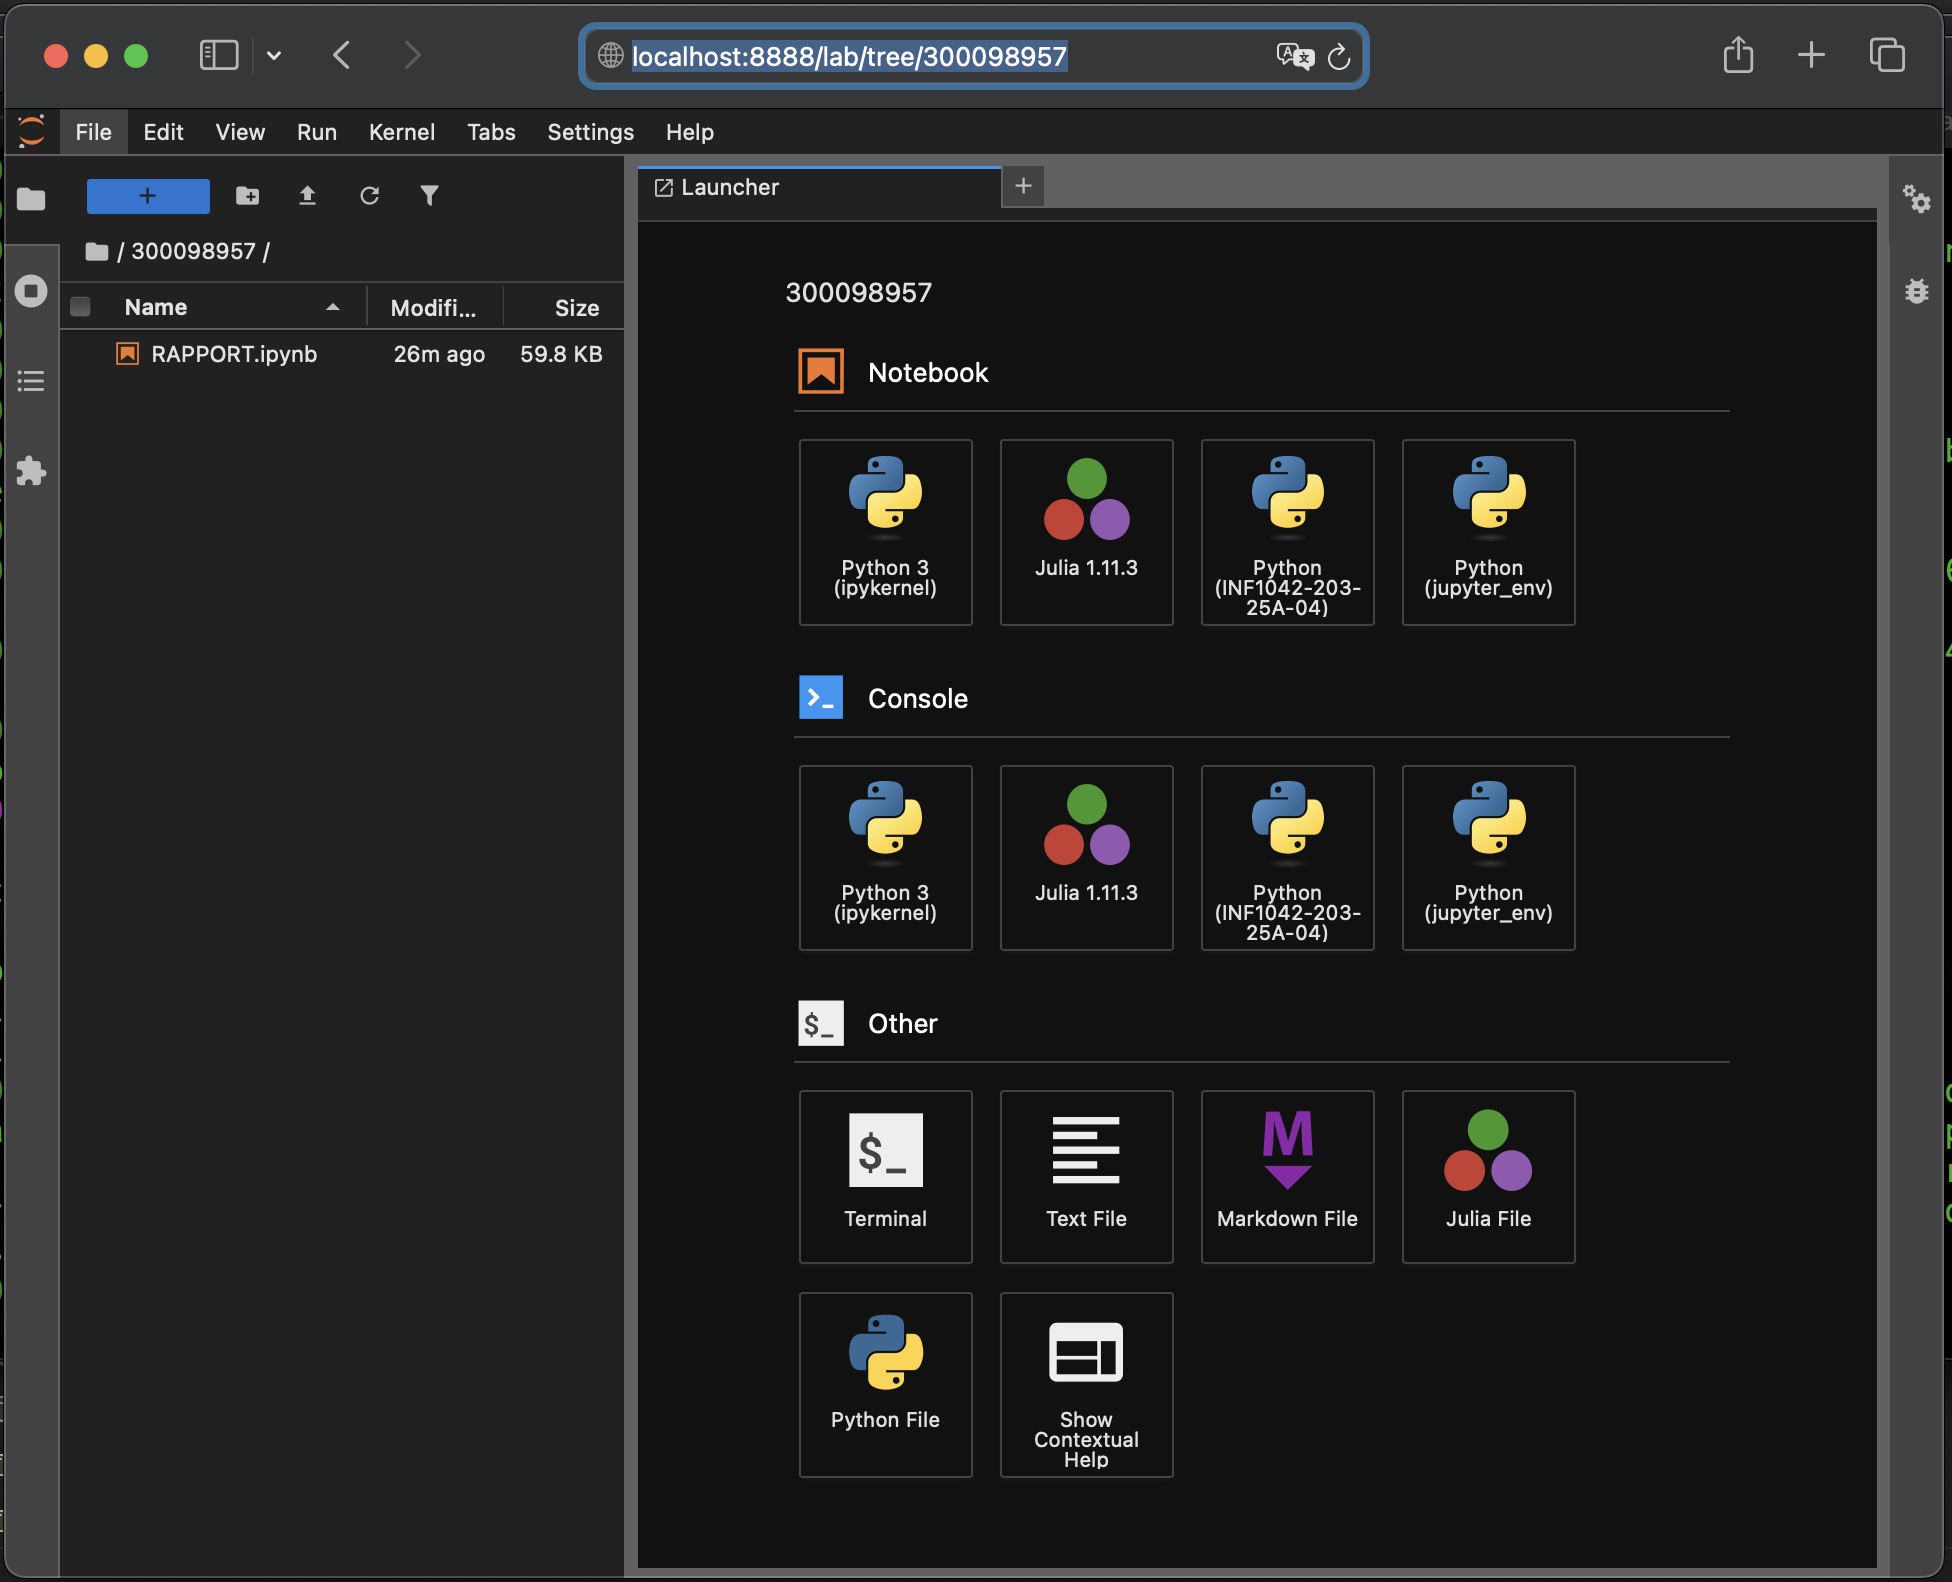 localhost:8888/lab/tree/300098957
File Edit View Run Kernel Tabs Settings Help
+
/ 300098957 /
Name Modifi... Size
RAPPORT.ipynb 26m ago 59.8 KB
Launcher
300098957
Notebook
Python 3
(ipykernel)
Julia 1.11.3
Python
(INF1042-203-
25A-04)
Python
(jupyter_env)
Console
Python 3
(ipykernel)
Julia 1.11.3
Python
(INF1042-203-
25A-04)
Python
(jupyter_env)
$_ Other
$_
Terminal
Text File
M
Markdown File
Julia File
Python File
Show
Contextual
Help